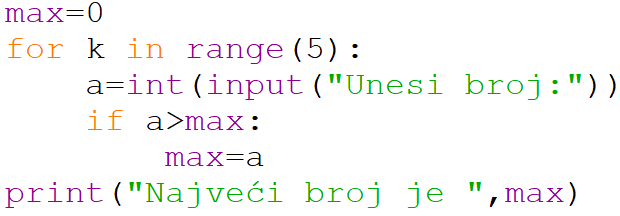 max=0
for k in range(5):
    a=int(input("Unesi broj:"))
    if a>max:
        max=a
print("Najveći broj je ",max)